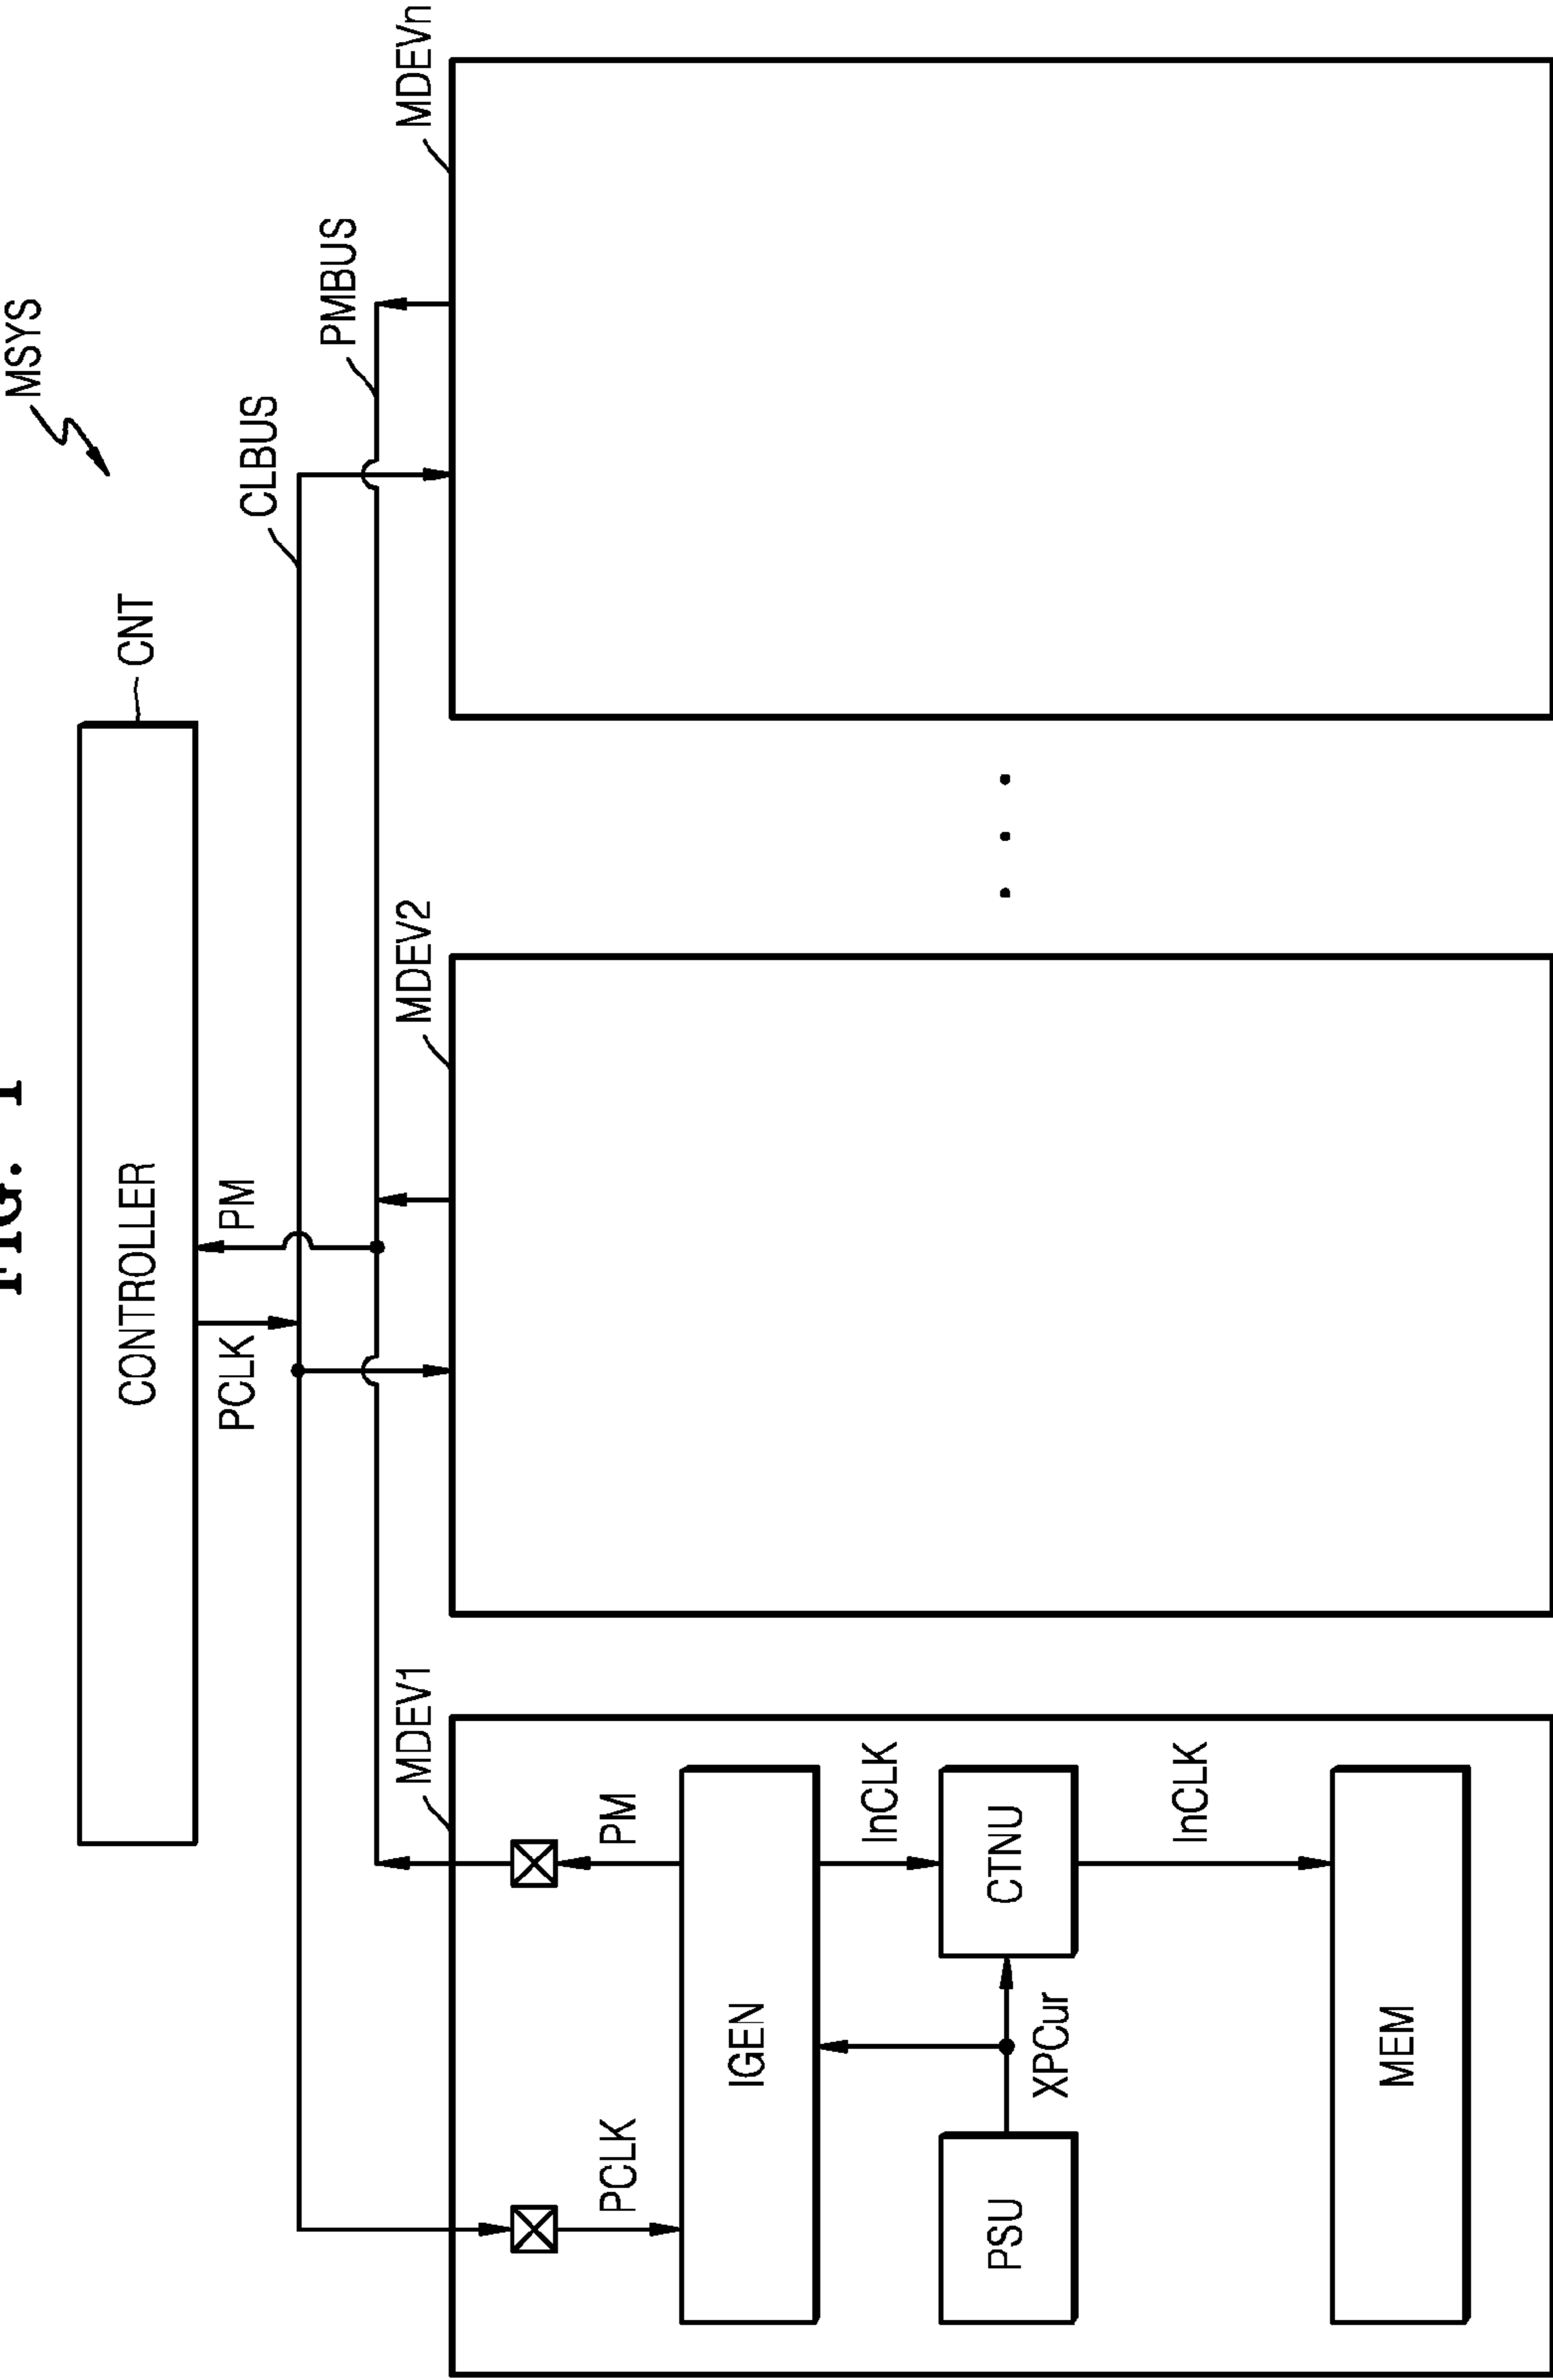 FIG. 1
MSYS
CONTROLLER
CNT
PCLK
PM
CLBUS
PMBUS
MDEV1
MDEV2
MDEVn
PCLK
PM
IGEN
InCLK
PSU
XPCur
CTNU
InCLK
MEM